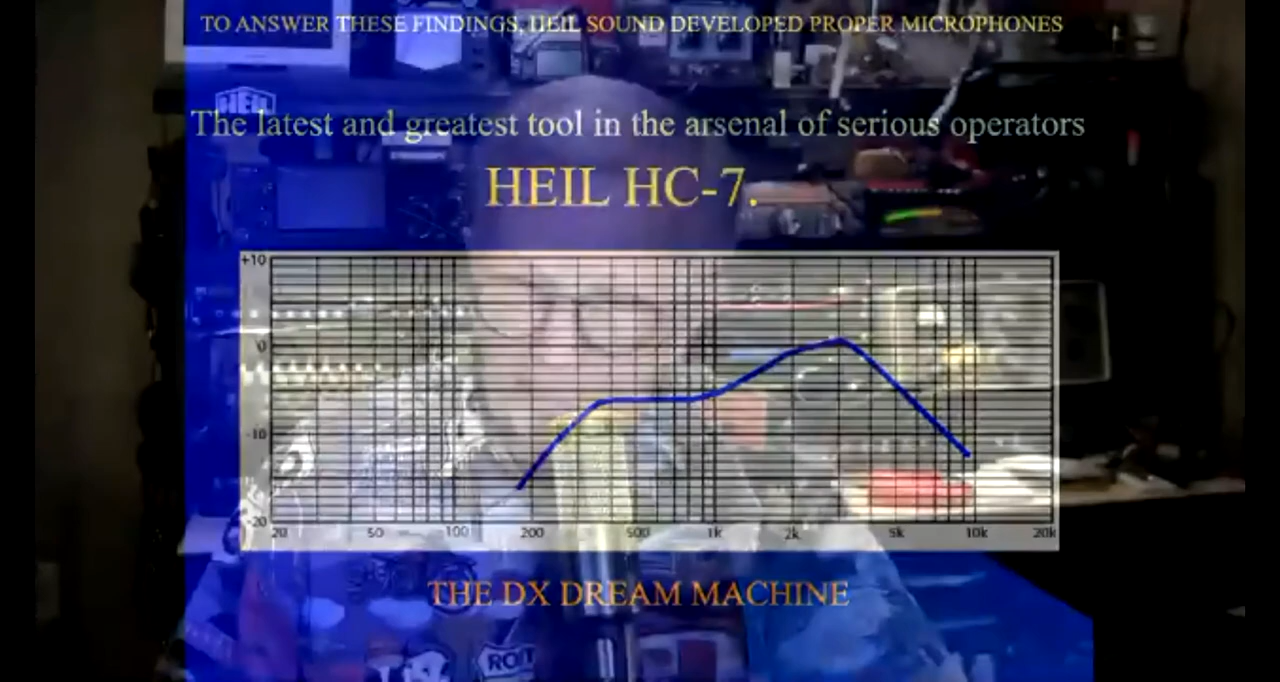 TO ANSWER THESE FINDINGS, HEIL SOUND DEVELOPED PROPER MICROPHONES
HEIL
The latest and greatest tool in the arsenal of serious operators
HEIL HC-7.
+10
0
-10
-20
20 50 100 200 500 1k 2k 5k 10k 20k
THE DX DREAM MACHINE